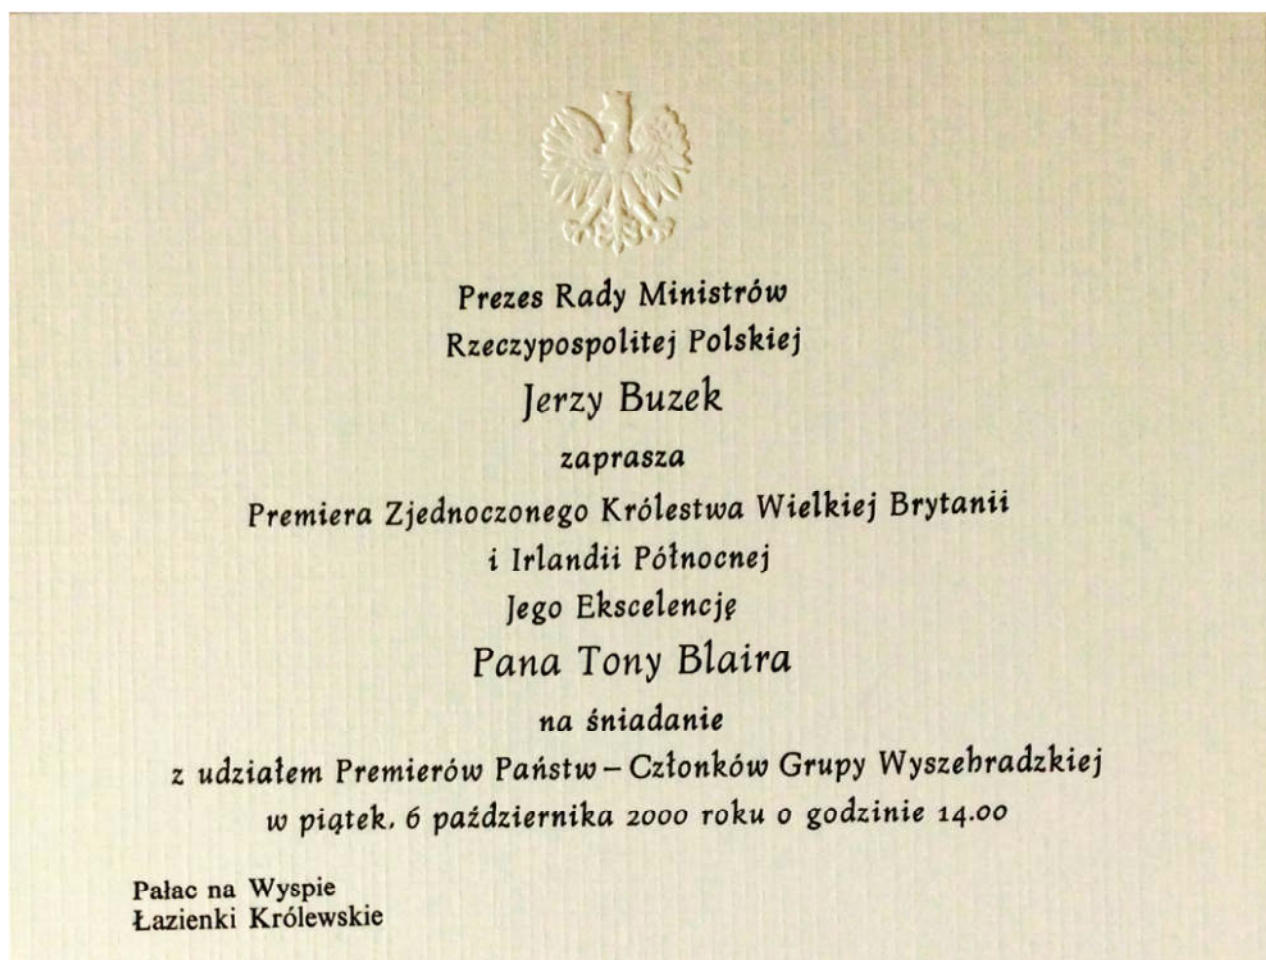 Prezes Rady Ministrów
Rzeczypospolitej Polskiej
Jerzy Buzek
zaprasza
Premiera Zjednoczonego Królestwa Wielkiej Brytanii
i Irlandii Północnej
Jego Ekscelencję
Pana Tony Blaira
na śniadanie
z udziałem Premierów Państw – Członków Grupy Wyszehradzkiej
w piątek, 6 października 2000 roku o godzinie 14.00
Pałac na Wyspie
Łazienki Królewskie